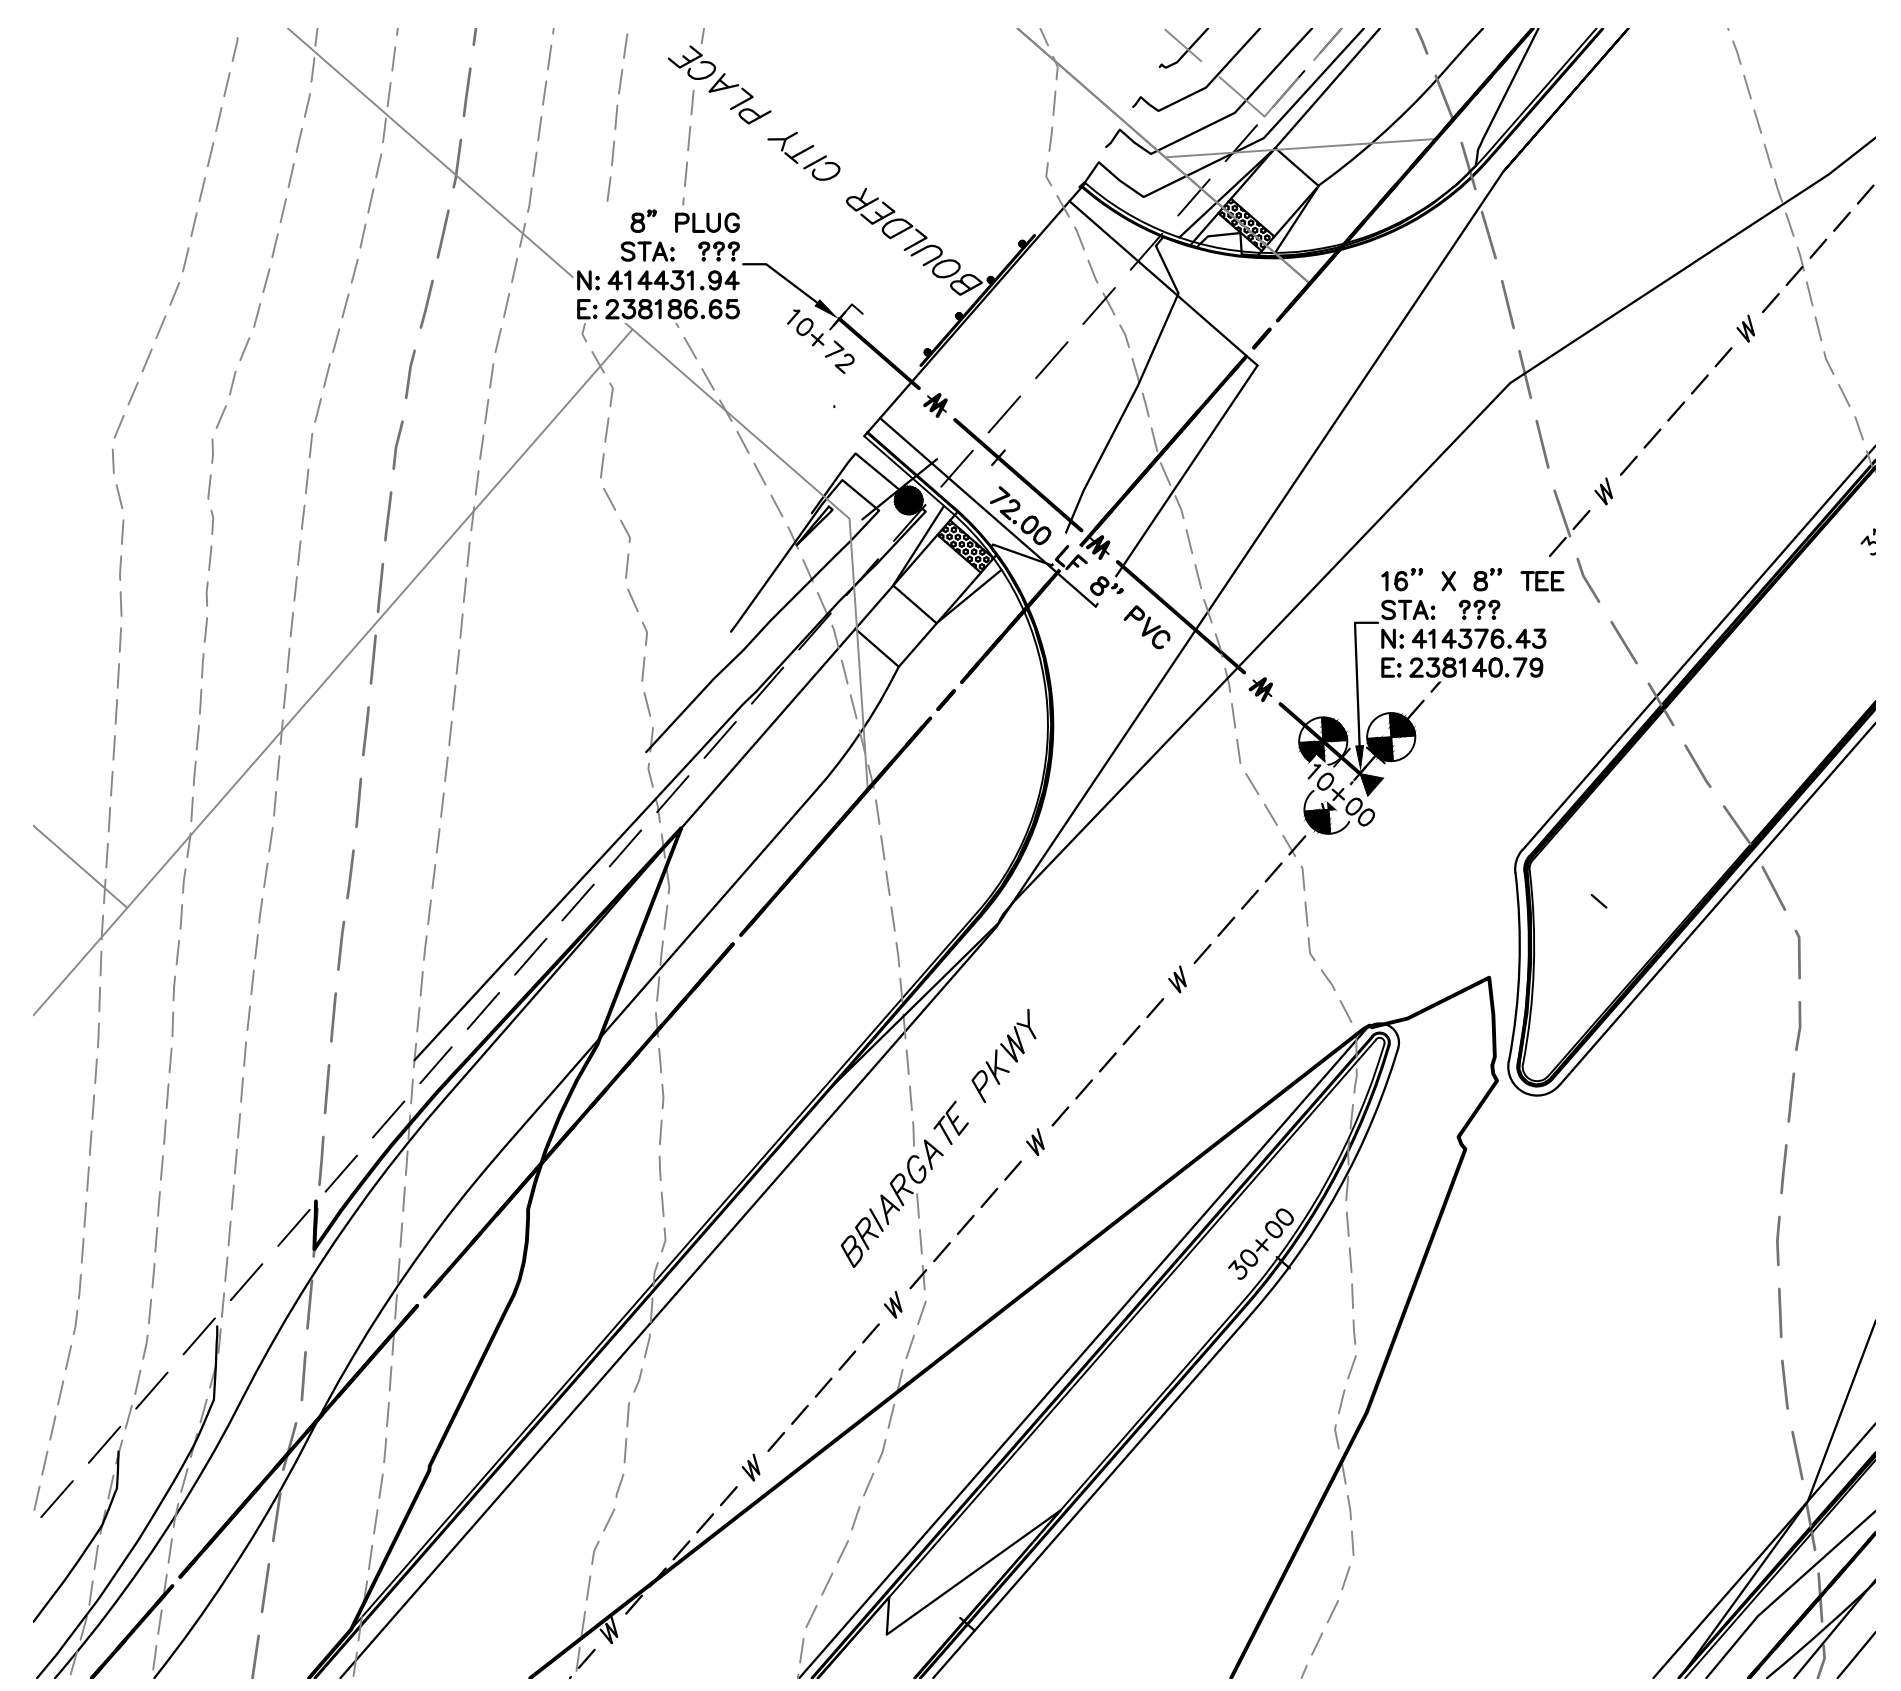 BOULDER CITY PLACE
8" PLUG
STA: ???
N: 414431.94
E: 238186.65
10+72
W
W
W
72.00 LF 8" PVC
W
W
16" X 8" TEE
STA: ???
N: 414376.43
E: 238140.79
W
10+00
W
BRIARGATE PKWY
W
W
30+00
W
W